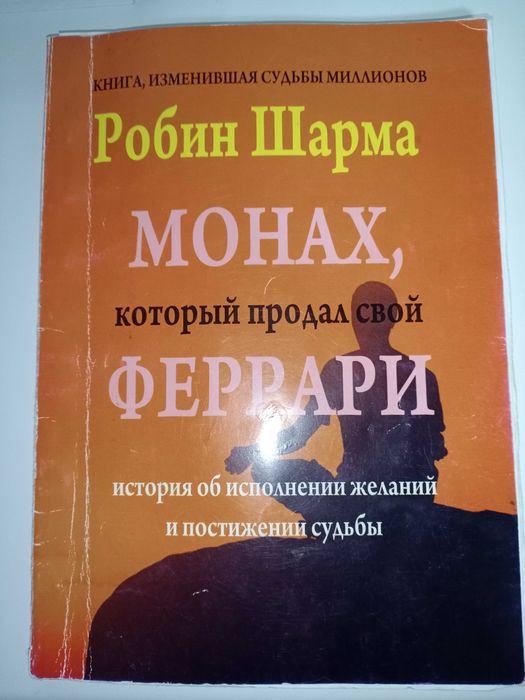 КНИГА, ИЗМЕНИВШАЯ СУДЬБЫ МИЛЛИОНОВ
Робин Шарма
МОНАХ,
который продал свой
ФЕРРАРИ
история об исполнении желаний
и постижении судьбы